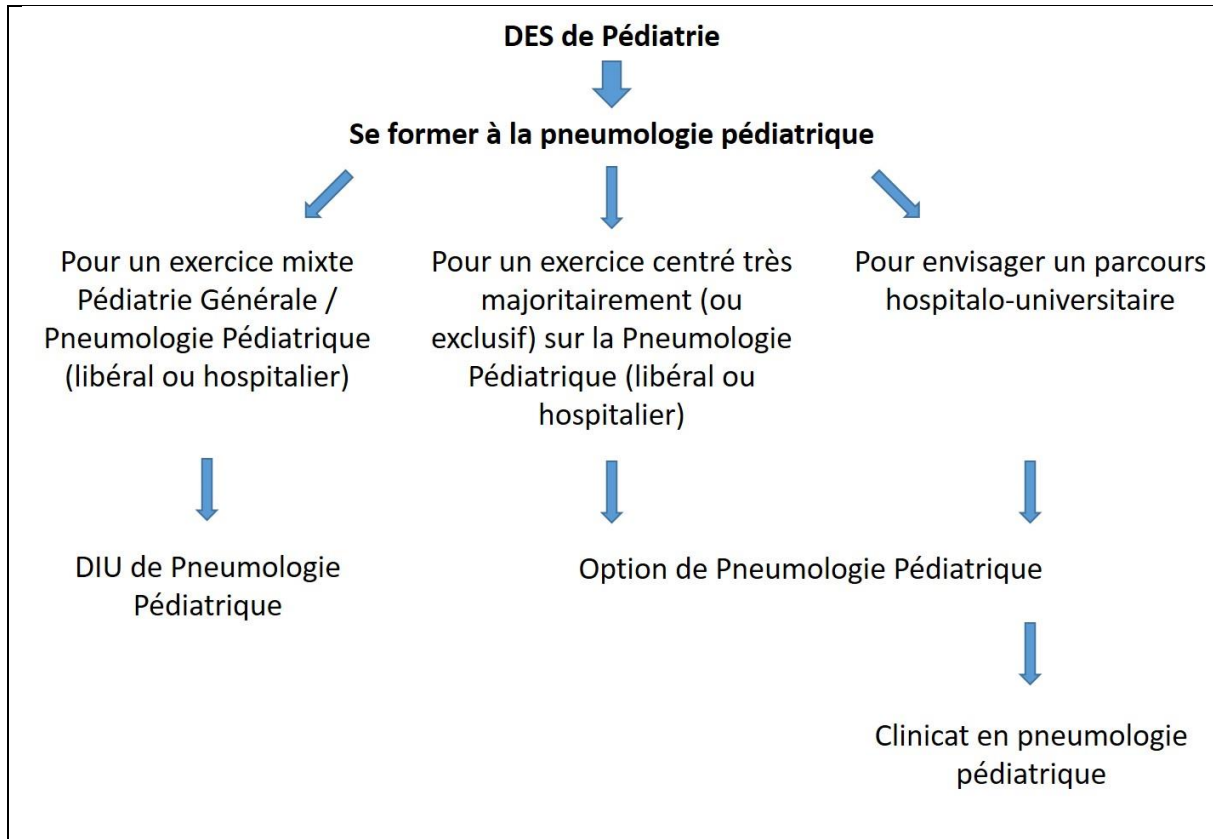 DES de Pédiatrie
Se former à la pneumologie pédiatrique
Pour un exercice mixte
Pédiatrie Générale /
Pneumologie Pédiatrique
(libéral ou hospitalier)
Pour un exercice centré très
majoritairement (ou
exclusif) sur la Pneumologie
Pédiatrique (libéral ou
hospitalier)
Pour envisager un parcours
hospitalo-universitaire
DIU de Pneumologie
Pédiatrique
Option de Pneumologie Pédiatrique
Clinicat en pneumologie
pédiatrique